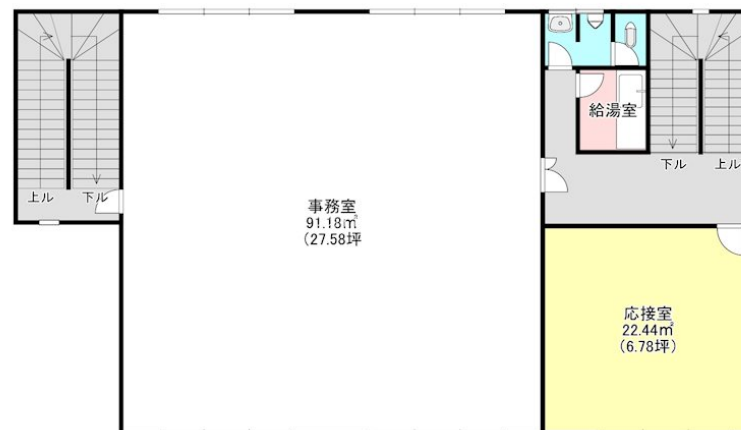 給湯室
下ル
上ル
上ル
下ル
事務室
91.18㎡
(27.58坪
応接室
22.44㎡
(6.78坪)